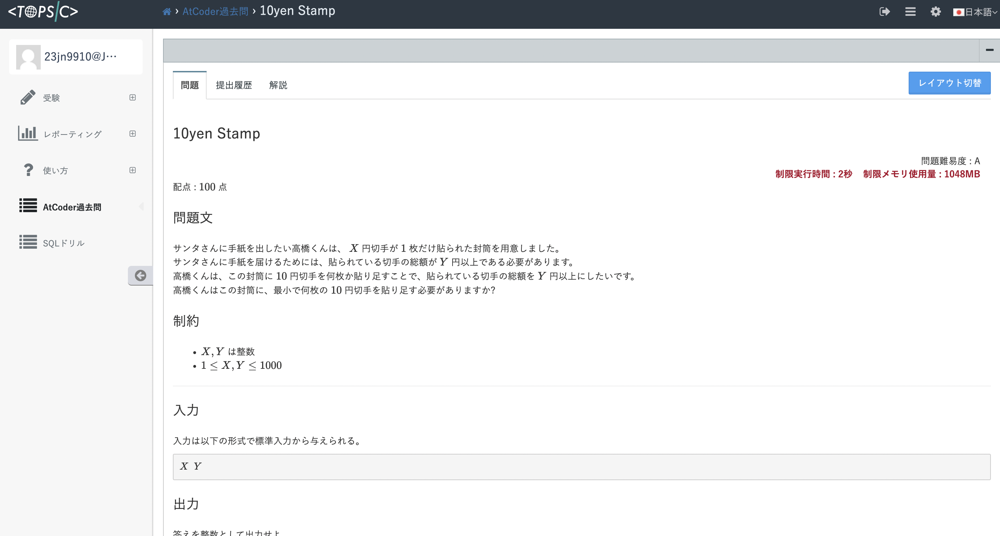 <TOPSIC>
› AtCoder過去問 › 10yen Stamp
日本語
23jn9910@J…
受験
レポーティング
使い方
AtCoder過去問
SQLドリル
問題 提出履歴 解説
レイアウト切替
10yen Stamp
問題難易度 : A
制限実行時間 : 2秒 制限メモリ使用量 : 1048MB
配点 : 100 点
問題文
サンタさんに手紙を出したい高橋くんは、 X 円切手が 1 枚だけ貼られた封筒を用意しました。
サンタさんに手紙を届けるためには、貼られている切手の総額が Y 円以上である必要があります。
高橋くんは、この封筒に 10 円切手を何枚か貼り足すことで、貼られている切手の総額を Y 円以上にしたいです。
高橋くんはこの封筒に、最小で何枚の 10 円切手を貼り足す必要がありますか?
制約
• X, Y は整数
• 1 ≤ X, Y ≤ 1000
入力
入力は以下の形式で標準入力から与えられる。
X Y
出力
答えを整数として出力せよ